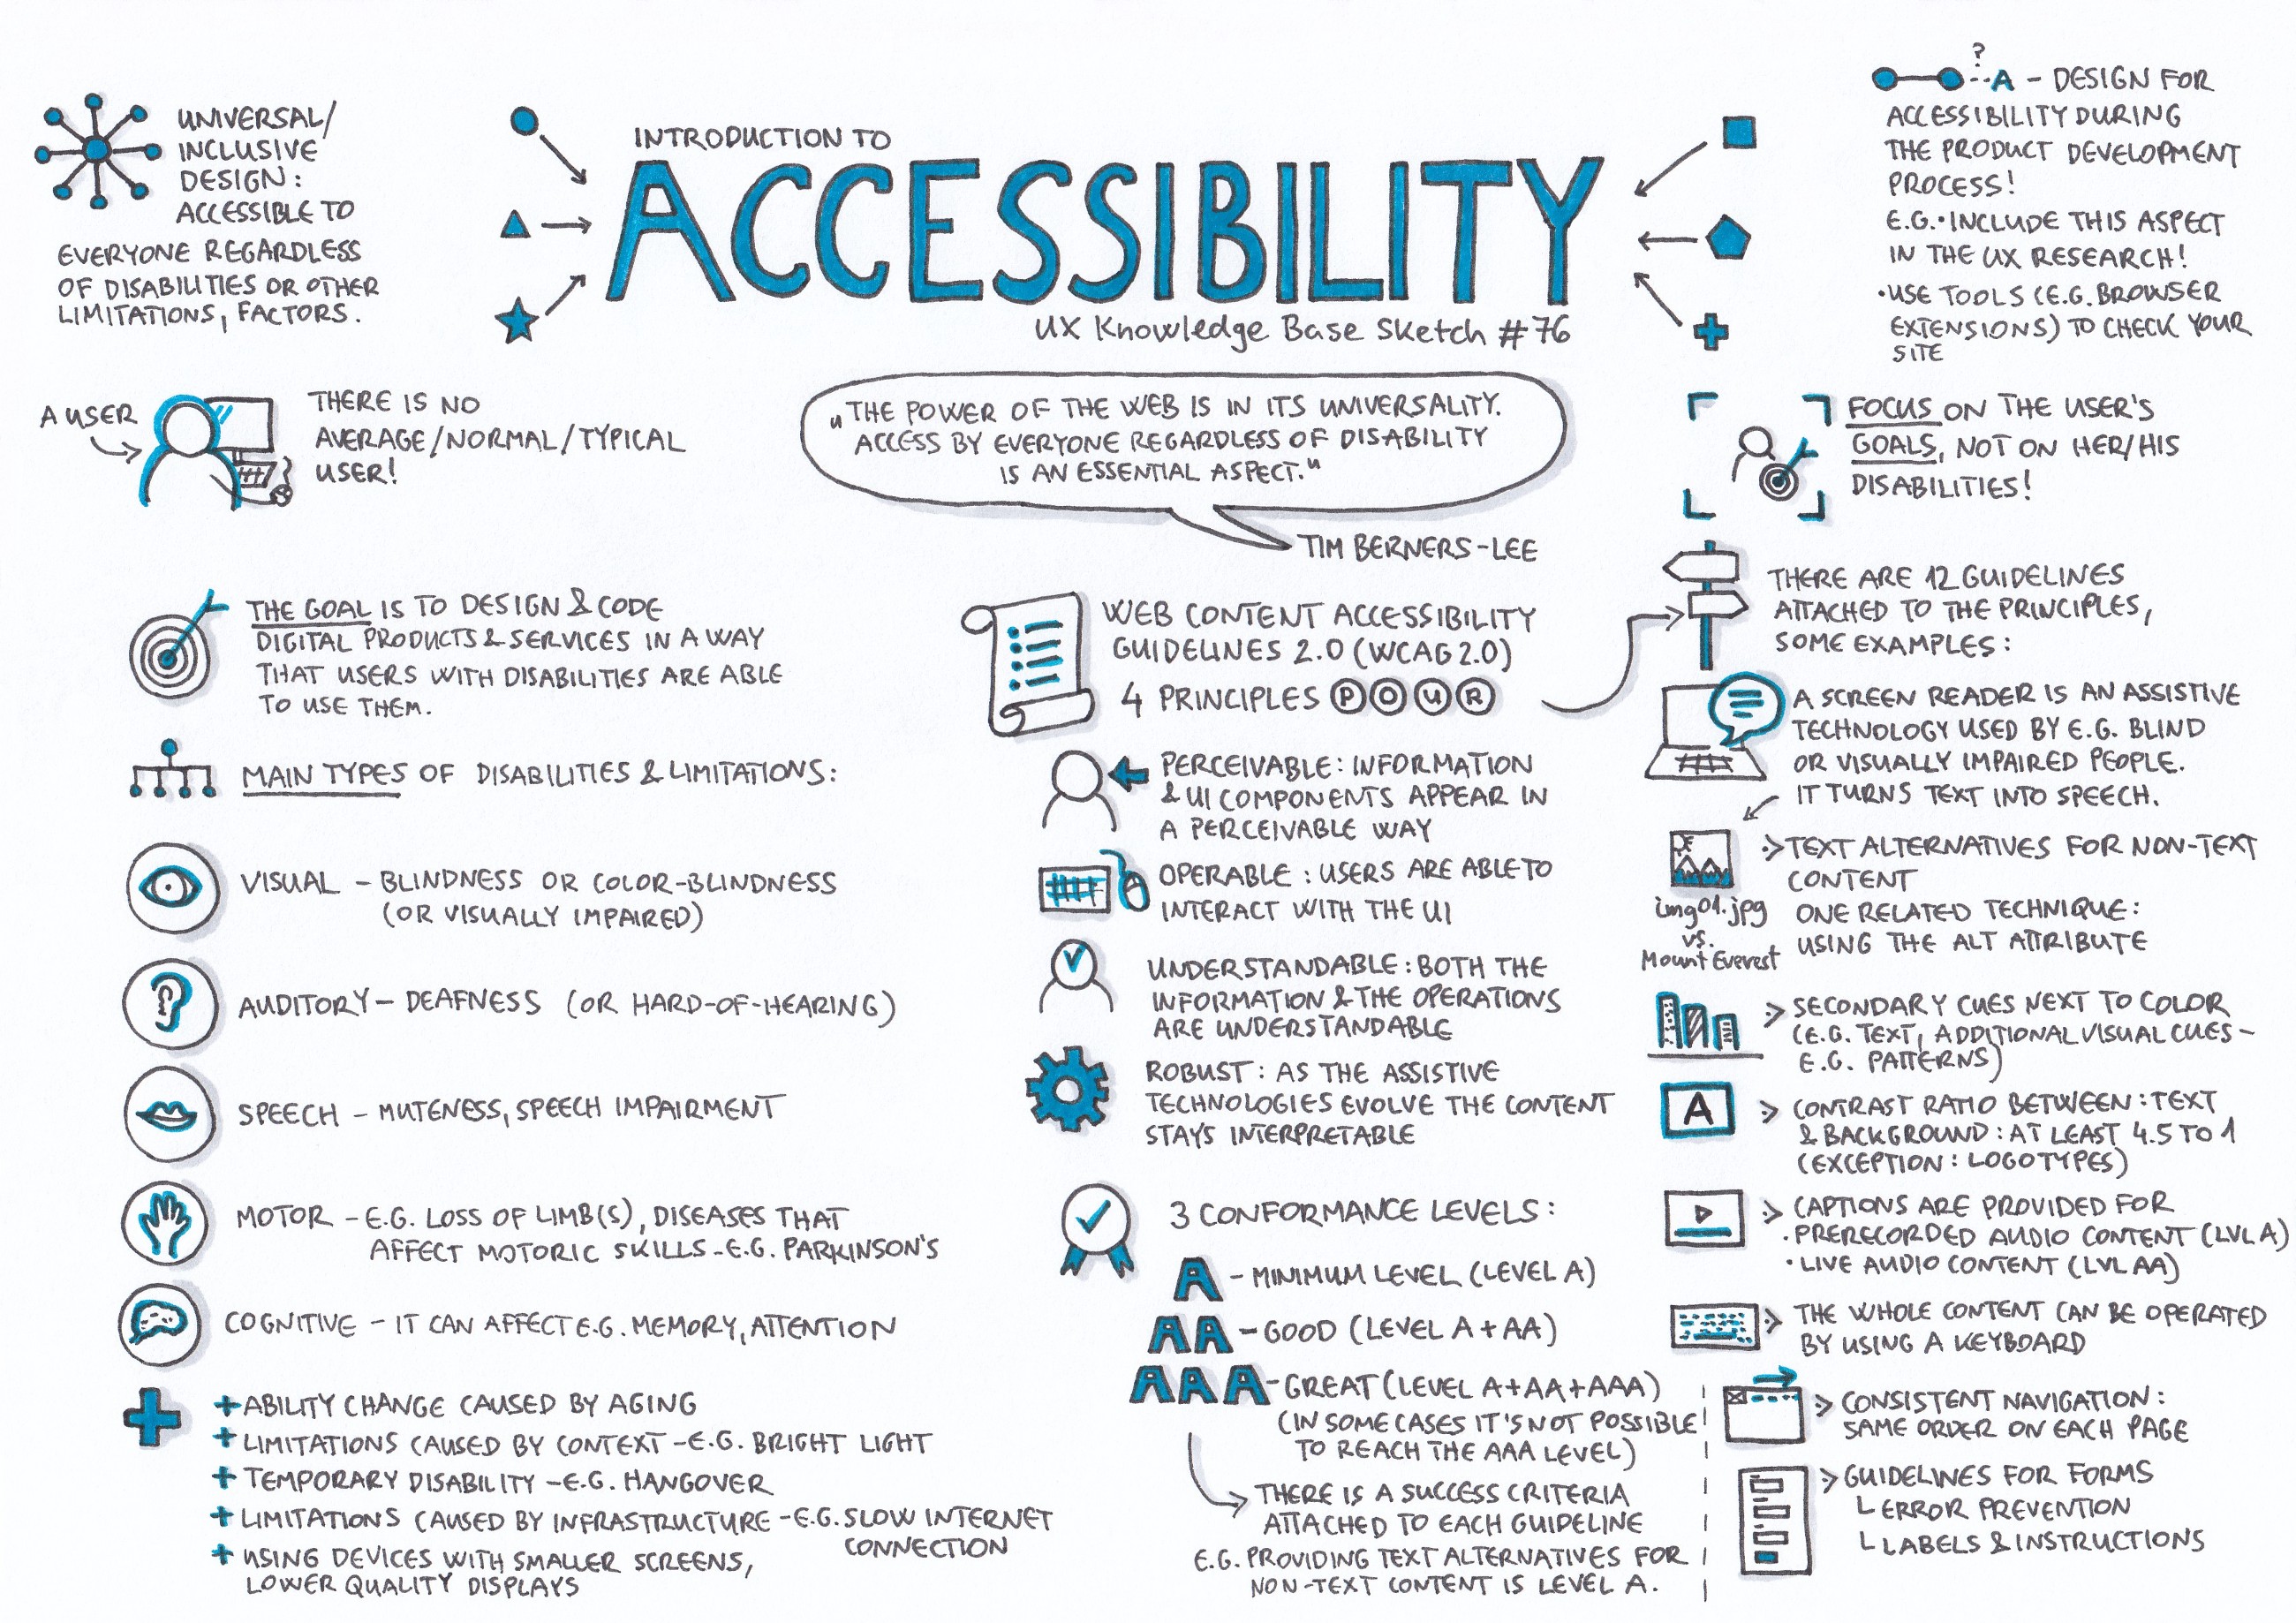 UNIVERSAL/
INCLUSIVE
DESIGN:
ACCESSIBLE TO
EVERYONE REGARDLESS
OF DISABILITIES OR OTHER
LIMITATIONS, FACTORS.
INTRODUCTION TO
ACCESSIBILITY
UX Knowledge Base Sketch #76
?
A - DESIGN FOR
ACCESSIBILITY DURING
THE PRODUCT DEVELOPMENT
PROCESS!
E.G. • INCLUDE THIS ASPECT
IN THE UX RESEARCH!
• USE TOOLS (E.G. BROWSER
EXTENSIONS) TO CHECK YOUR
SITE
A USER
THERE IS NO
AVERAGE/NORMAL/TYPICAL
USER!
„THE POWER OF THE WEB IS IN ITS UNIVERSALITY.
ACCESS BY EVERYONE REGARDLESS OF DISABILITY
IS AN ESSENTIAL ASPECT."
TIM BERNERS-LEE
FOCUS ON THE USER'S
GOALS, NOT ON HER/HIS
DISABILITIES!
THE GOAL IS TO DESIGN & CODE
DIGITAL PRODUCTS & SERVICES IN A WAY
THAT USERS WITH DISABILITIES ARE ABLE
TO USE THEM.
MAIN TYPES OF DISABILITIES & LIMITATIONS:
VISUAL - BLINDNESS OR COLOR-BLINDNESS
(OR VISUALLY IMPAIRED)
AUDITORY - DEAFNESS (OR HARD-OF-HEARING)
SPEECH - MUTENESS, SPEECH IMPAIRMENT
MOTOR - E.G. LOSS OF LIMB(S), DISEASES THAT
AFFECT MOTORIC SKILLS - E.G. PARKINSON'S
COGNITIVE - IT CAN AFFECT E.G. MEMORY, ATTENTION
+ ABILITY CHANGE CAUSED BY AGING
+ LIMITATIONS CAUSED BY CONTEXT - E.G. BRIGHT LIGHT
+ TEMPORARY DISABILITY - E.G. HANGOVER
+ LIMITATIONS CAUSED BY INFRASTRUCTURE - E.G. SLOW INTERNET
CONNECTION
+ USING DEVICES WITH SMALLER SCREENS,
LOWER QUALITY DISPLAYS
WEB CONTENT ACCESSIBILITY
GUIDELINES 2.0 (WCAG 2.0)
4 PRINCIPLES P O U R
PERCEIVABLE: INFORMATION
& UI COMPONENTS APPEAR IN
A PERCEIVABLE WAY
OPERABLE: USERS ARE ABLE TO
INTERACT WITH THE UI
UNDERSTANDABLE: BOTH THE
INFORMATION & THE OPERATIONS
ARE UNDERSTANDABLE
ROBUST: AS THE ASSISTIVE
TECHNOLOGIES EVOLVE THE CONTENT
STAYS INTERPRETABLE
3 CONFORMANCE LEVELS:
A - MINIMUM LEVEL (LEVEL A)
AA - GOOD (LEVEL A + AA)
AAA - GREAT (LEVEL A+AA+AAA)
(IN SOME CASES IT'S NOT POSSIBLE
TO REACH THE AAA LEVEL)
THERE IS A SUCCESS CRITERIA
ATTACHED TO EACH GUIDELINE
E.G. PROVIDING TEXT ALTERNATIVES FOR
NON-TEXT CONTENT IS LEVEL A.
THERE ARE 12 GUIDELINES
ATTACHED TO THE PRINCIPLES,
SOME EXAMPLES:
A SCREEN READER IS AN ASSISTIVE
TECHNOLOGY USED BY E.G. BLIND
OR VISUALLY IMPAIRED PEOPLE.
IT TURNS TEXT INTO SPEECH.
> TEXT ALTERNATIVES FOR NON-TEXT
CONTENT
ONE RELATED TECHNIQUE:
USING THE ALT ATTRIBUTE
img01.jpg
vs.
Mount Everest
> SECONDARY CUES NEXT TO COLOR
(E.G. TEXT, ADDITIONAL VISUAL CUES -
E.G. PATTERNS)
A
> CONTRAST RATIO BETWEEN: TEXT
& BACKGROUND: AT LEAST 4.5 TO 1
(EXCEPTION: LOGOTYPES)
> CAPTIONS ARE PROVIDED FOR
• PRERECORDED AUDIO CONTENT (LVL A)
• LIVE AUDIO CONTENT (LVL AA)
> THE WHOLE CONTENT CAN BE OPERATED
BY USING A KEYBOARD
> CONSISTENT NAVIGATION:
SAME ORDER ON EACH PAGE
> GUIDELINES FOR FORMS
ERROR PREVENTION
LABELS & INSTRUCTIONS